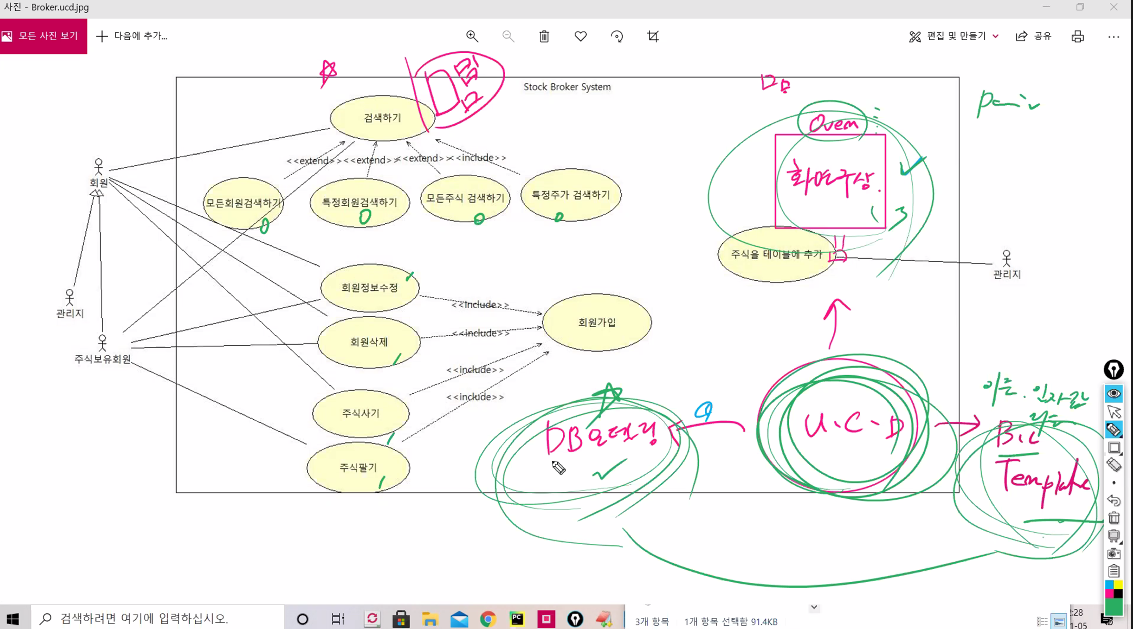 사진 - Broker.ucd.jpg
모든 사진 보기
다음에 추가...
편집 및 만들기
공유
Stock Broker System
검색하기
<<extend>>
<<extend>>
<<extend>>
<<include>>
회원
모든회원검색하기
특정회원검색하기
모든주식 검색하기
특정주가 검색하기
Oven
화면구상.
주식을 테이블에 추가
관리지
관리지
주식보유회원
회원정보수정
<<include>>
회원가입
회원삭제
<<include>>
<<include>>
주식사기
<<include>>
주식팔기
DB모델링
U.C.D
이름. 인자값
B.C
Template
검색하려면 여기에 입력하십시오.
3개 항목
1개 항목 선택함 91.4KB
:28
1-05